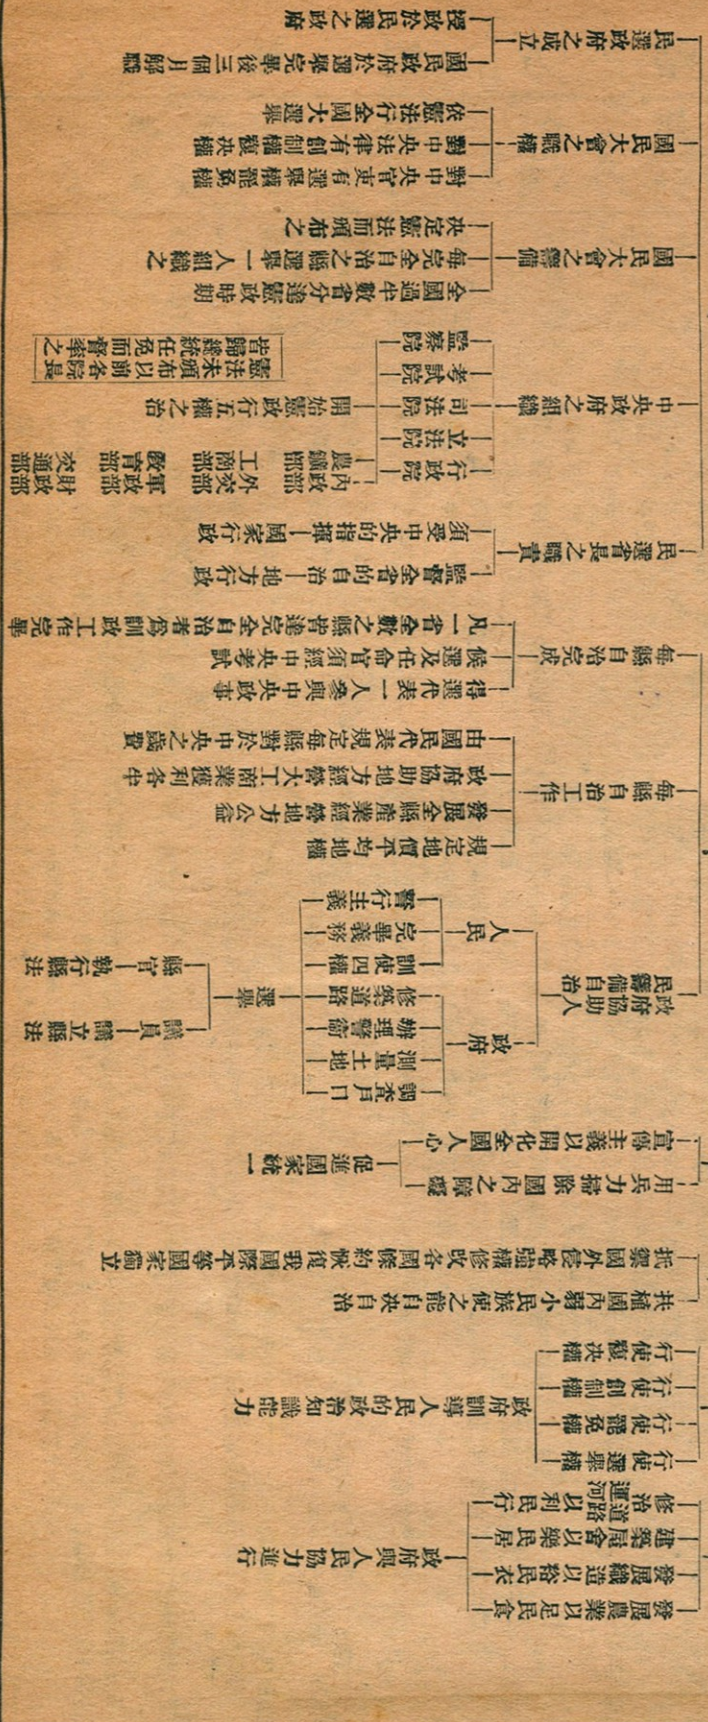 發展農業以足民食
發展織造以裕民衣
建築屋舍以樂民居
修治道路運河以利民行
政府與人民協力進行
行使選舉權
行使罷免權
行使創制權
行使複決權
政府訓導人民的政治知識能力
扶植國內弱小民族使之能自決自治
抵禦國外侵略強權修改各國條約恢復我國際平等國家獨立
用兵力掃除國內之障礙
宣傳主義以開化全國人心
促進國家統一
政府協助人民籌備自治
政府
調查戶口
測量土地
辦理警衛
修築道路
人民
訓使四權
完畢義務
誓行主義
選舉
議員
議立縣法
縣官
執行縣法
每縣自治工作
規定地價平均地權
發展全縣產業經營地方公益
政府協助地方經營大工商業獲利各半
由國民代表規定每縣對於中央之歲費
每縣自治完成
得選代表一人參與中央政事
候選及任命官須經中央考試
凡一省全數之縣皆達完全自治者為訓政工作完畢
民選省長之職責
監督全省的自治
地方行政
須受中央的指揮
國家行政
中央政府之組織
行政院
內政部 外交部 軍政部 財政部
農礦部 工商部 教育部 交通部
立法院
司法院
考試院
監察院
開始憲政行五權之治
憲法未頒布以前各院長
皆歸總統任免而督率之
國民大會之籌備
全國過半數省分達憲政時期
每完全自治之縣選舉一人組織之
決定憲法而頒布之
國民大會之職權
對中央官吏有選舉權罷免權
對中央法律有創制權複決權
依憲法行全國大選舉
民選政府之成立
國民政府於選舉完畢後三個月解職
授政於民選之政府